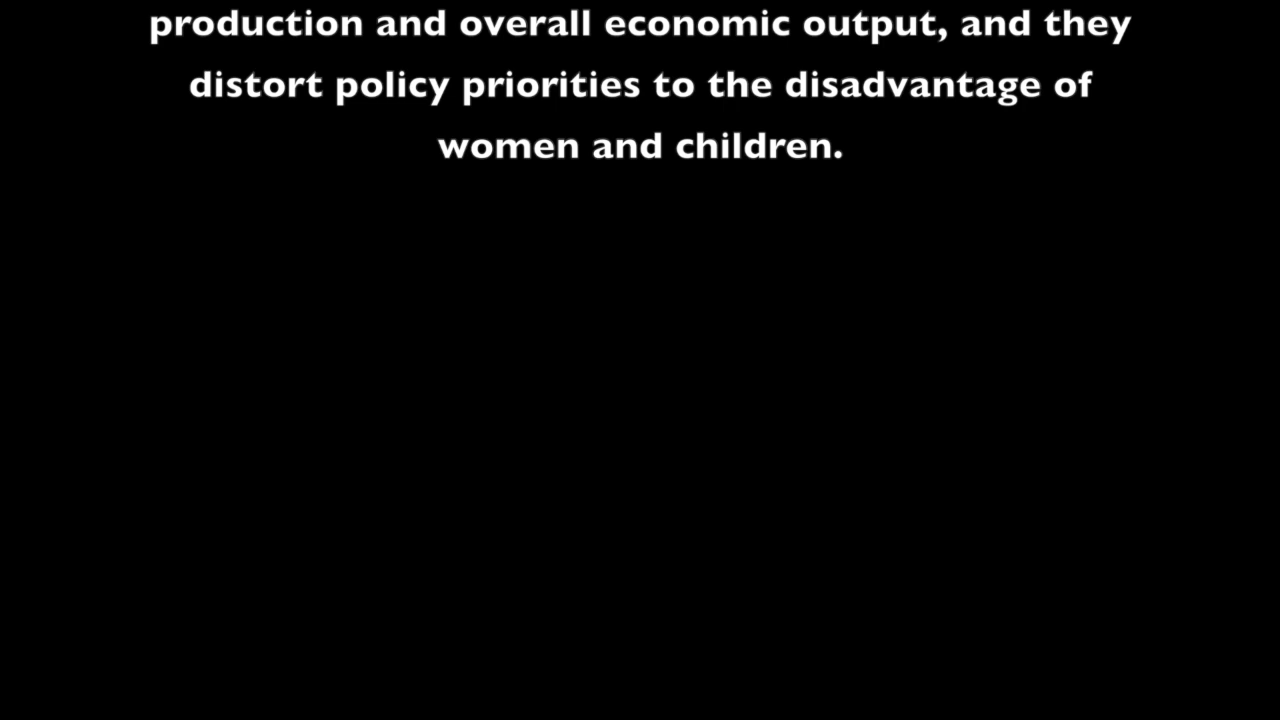 production and overall economic output, and they
distort policy priorities to the disadvantage of
women and children.